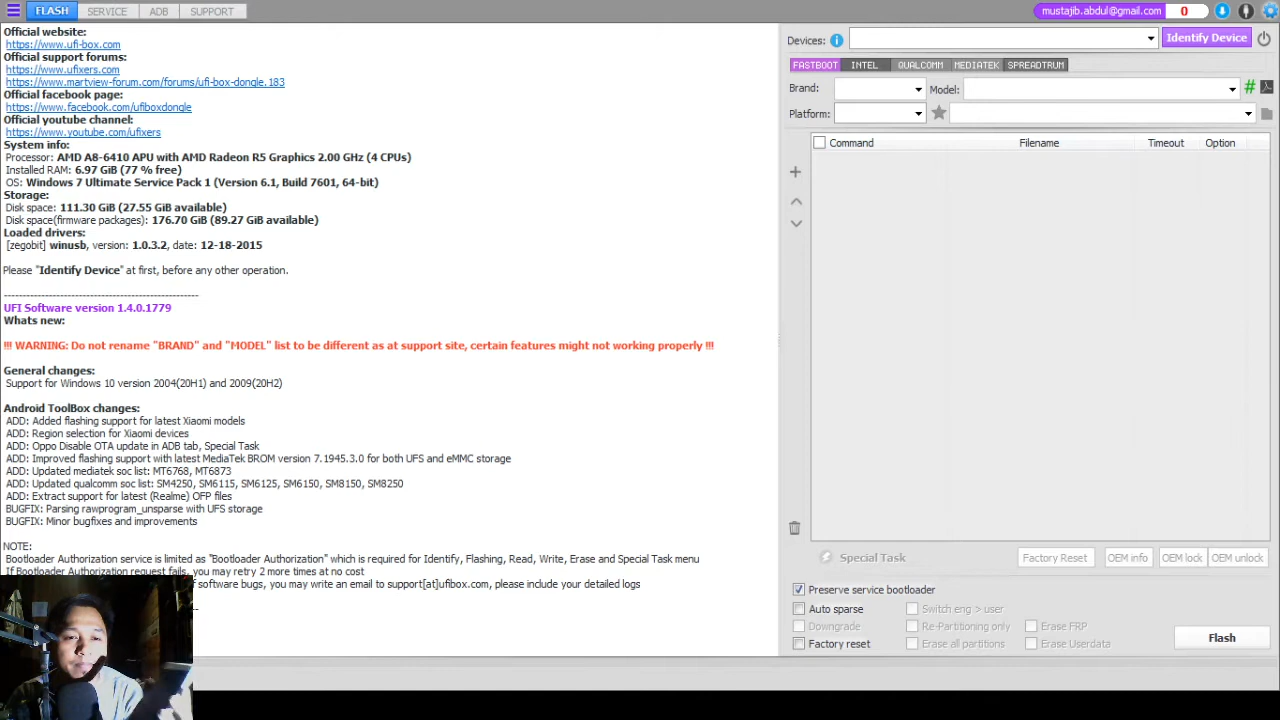 FLASH SERVICE ADB SUPPORT mustajib.abdul@gmail.com 0
Official website:
https://www.ufi-box.com
Official support forums:
https://www.ufixers.com
https://www.martview-forum.com/forums/ufi-box-dongle.183
Official facebook page:
https://www.facebook.com/ufiboxdongle
Official youtube channel:
https://www.youtube.com/ufixers
System info:
Processor: AMD A8-6410 APU with AMD Radeon R5 Graphics 2.00 GHz (4 CPUs)
Installed RAM: 6.97 GiB (77 % free)
OS: Windows 7 Ultimate Service Pack 1 (Version 6.1, Build 7601, 64-bit)
Storage:
Disk space: 111.30 GiB (27.55 GiB available)
Disk space(firmware packages): 176.70 GiB (89.27 GiB available)
Loaded drivers:
[zegobit] winusb, version: 1.0.3.2, date: 12-18-2015
Please "Identify Device" at first, before any other operation.
-----------------------------------------------------
UFI Software version 1.4.0.1779
Whats new:
!!! WARNING: Do not rename "BRAND" and "MODEL" list to be different as at support site, certain features might not working properly !!!
General changes:
Support for Windows 10 version 2004(20H1) and 2009(20H2)
Android ToolBox changes:
ADD: Added flashing support for latest Xiaomi models
ADD: Region selection for Xiaomi devices
ADD: Oppo Disable OTA update in ADB tab, Special Task
ADD: Improved flashing support with latest MediaTek BROM version 7.1945.3.0 for both UFS and eMMC storage
ADD: Updated mediatek soc list: MT6768, MT6873
ADD: Updated qualcomm soc list: SM4250, SM6115, SM6125, SM6150, SM8150, SM8250
ADD: Extract support for latest (Realme) OFP files
BUGFIX: Parsing rawprogram_unsparse with UFS storage
BUGFIX: Minor bugfixes and improvements
NOTE:
Bootloader Authorization service is limited as "Bootloader Authorization" which is required for Identify, Flashing, Read, Write, Erase and Special Task menu
If Bootloader Authorization request fails, you may retry 2 more times at no cost
f software bugs, you may write an email to support[at]ufibox.com, please include your detailed logs
Devices: Identify Device
FASTBOOT INTEL QUALCOMM MEDIATEK SPREADTRUM
Brand: Model: #
Platform:
Command Filename Timeout Option
Special Task Factory Reset OEM info OEM lock OEM unlock
Preserve service bootloader
Auto sparse Switch eng > user
Downgrade Re-Partitioning only Erase FRP
Factory reset Erase all partitions Erase Userdata
Flash